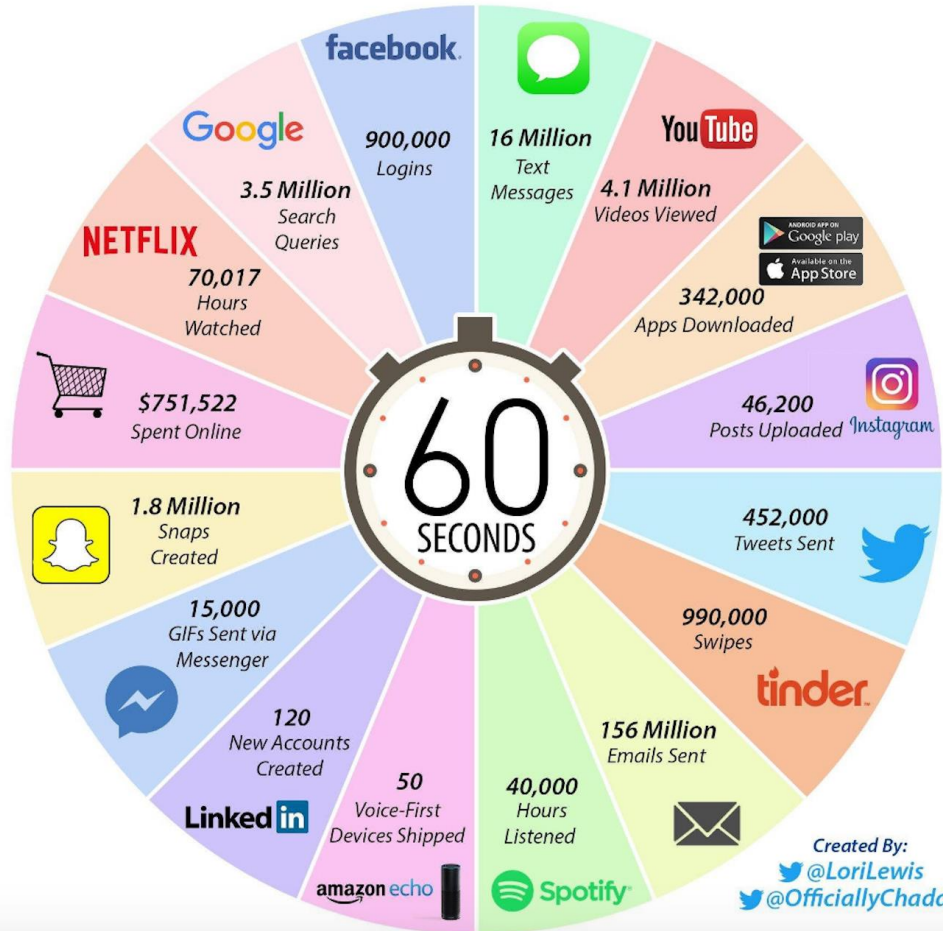 facebook.
900,000
Logins
16 Million
Text
Messages
YouTube
4.1 Million
Videos Viewed
ANDROID APP ON
Google play
Available on the
App Store
342,000
Apps Downloaded
46,200
Posts Uploaded
Instagram
452,000
Tweets Sent
990,000
Swipes
tinder
156 Million
Emails Sent
40,000
Hours
Listened
Spotify
50
Voice-First
Devices Shipped
amazon echo
120
New Accounts
Created
Linked in
15,000
GIFs Sent via
Messenger
1.8 Million
Snaps
Created
$751,522
Spent Online
NETFLIX
70,017
Hours
Watched
Google
3.5 Million
Search
Queries
60
SECONDS
Created By:
@LoriLewis
@OfficiallyChadd